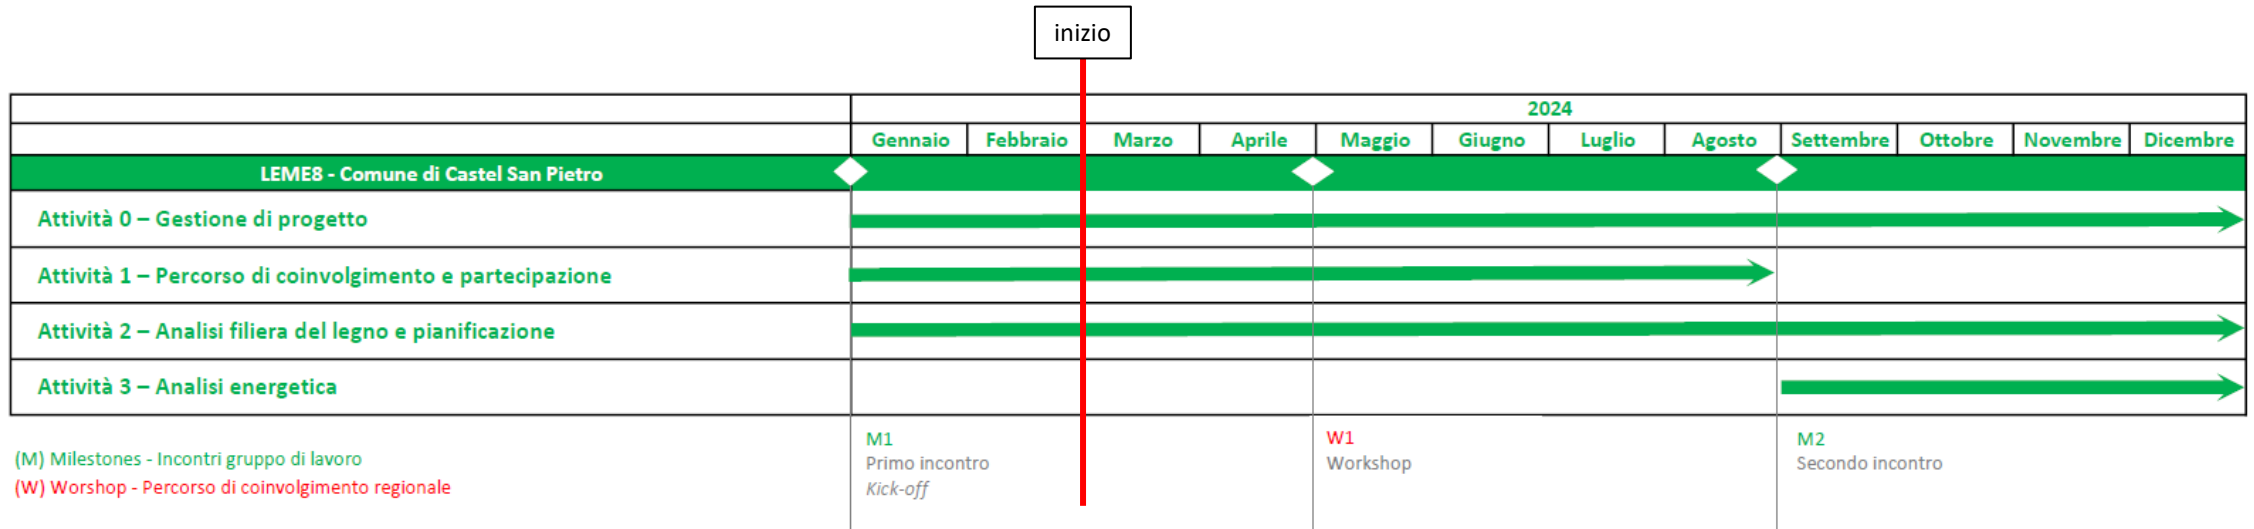 inizio
2024
Gennaio Febbraio Marzo Aprile Maggio Giugno Luglio Agosto Settembre Ottobre Novembre Dicembre
LEME8 - Comune di Castel San Pietro
Attività 0 – Gestione di progetto
Attività 1 – Percorso di coinvolgimento e partecipazione
Attività 2 – Analisi filiera del legno e pianificazione
Attività 3 – Analisi energetica
M1
Primo incontro
Kick-off
W1
Workshop
M2
Secondo incontro
(M) Milestones - Incontri gruppo di lavoro
(W) Worshop - Percorso di coinvolgimento regionale